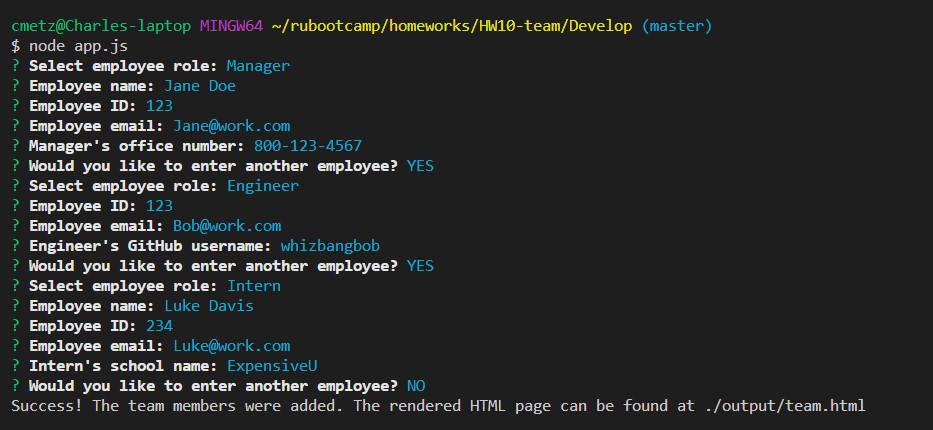 cmetz@Charles-laptop MINGW64 ~/rubootcamp/homeworks/HW10-team/Develop (master)
$ node app.js
? Select employee role: Manager
? Employee name: Jane Doe
? Employee ID: 123
? Employee email: Jane@work.com
? Manager's office number: 800-123-4567
? Would you like to enter another employee? YES
? Select employee role: Engineer
? Employee ID: 123
? Employee email: Bob@work.com
? Engineer's GitHub username: whizbangbob
? Would you like to enter another employee? YES
? Select employee role: Intern
? Employee name: Luke Davis
? Employee ID: 234
? Employee email: Luke@work.com
? Intern's school name: ExpensiveU
? Would you like to enter another employee? NO
Success! The team members were added. The rendered HTML page can be found at ./output/team.html